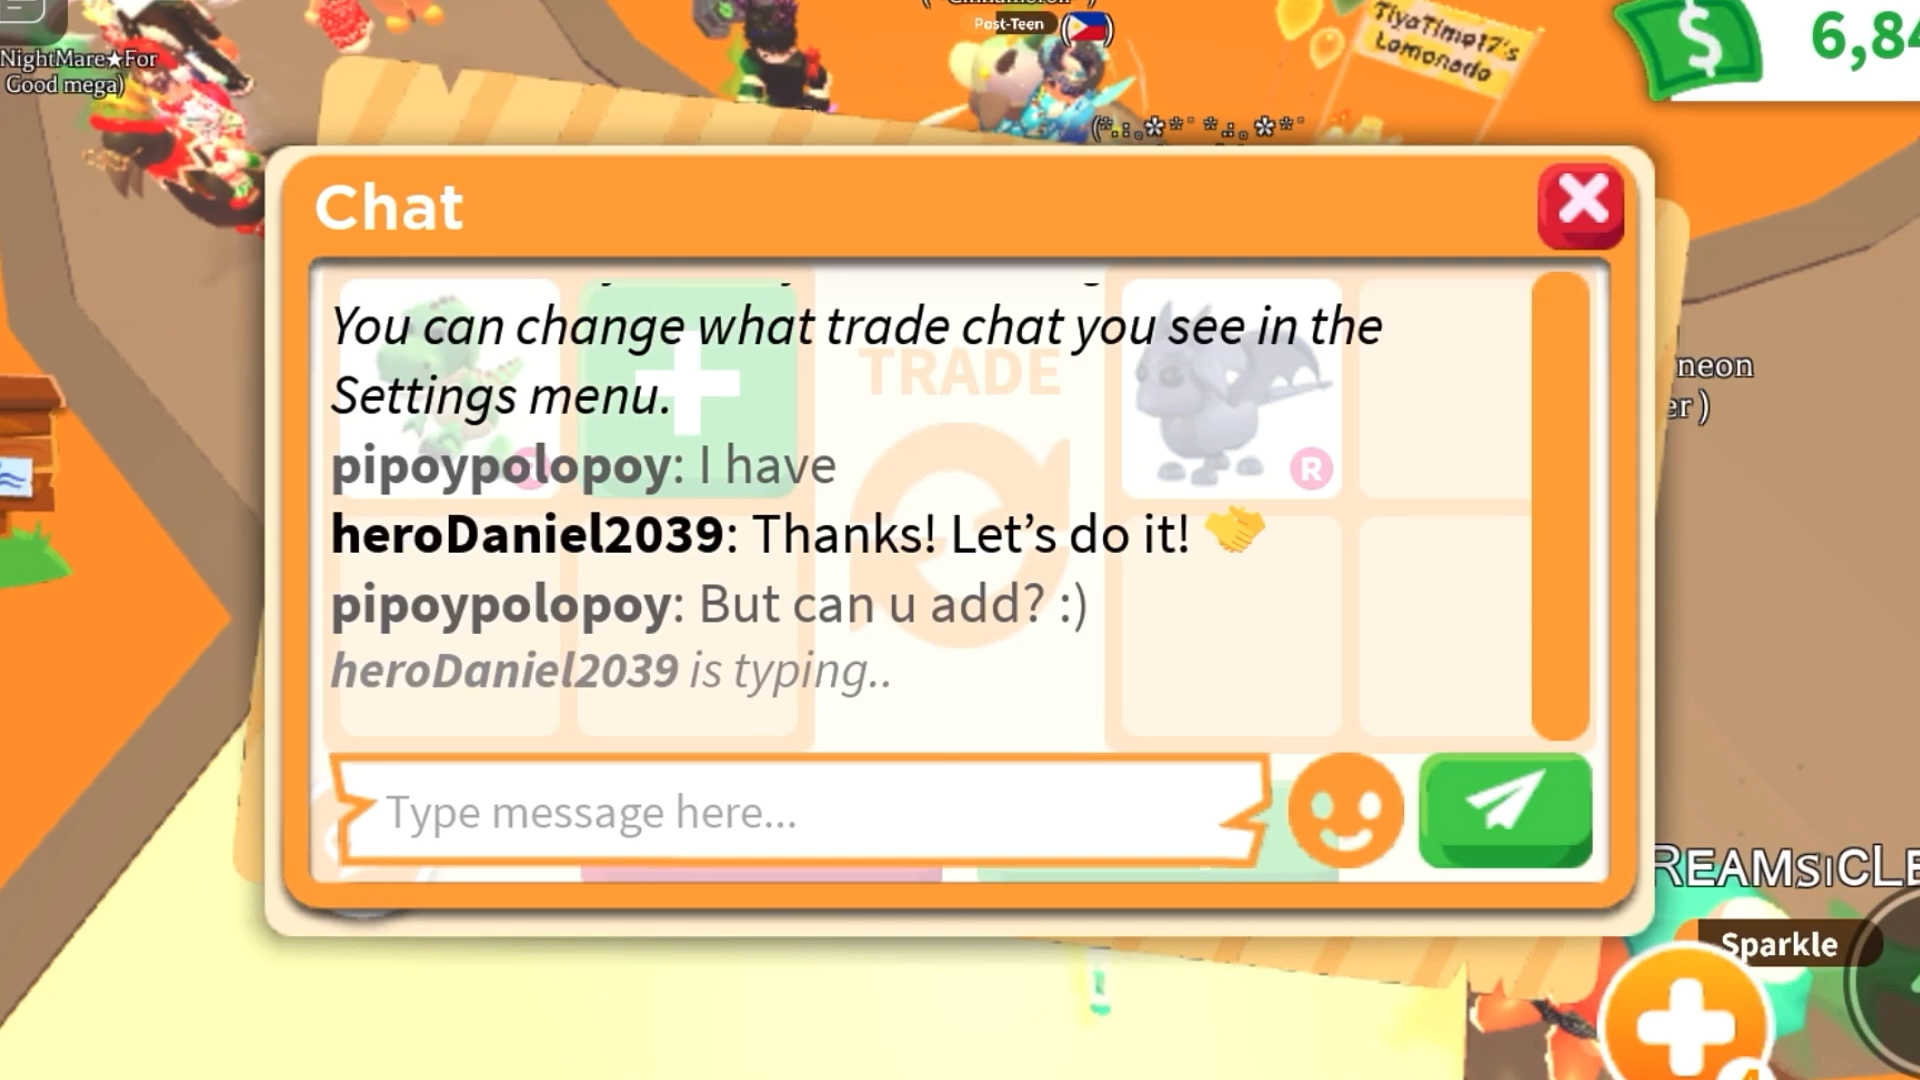 Post-Teen
NightMare★For
Good mega)
TiyaTimo17's
Lemonade
6,84
Chat
You can change what trade chat you see in the
Settings menu.
TRADE
R
pipoypolopoy: I have
heroDaniel2039: Thanks! Let’s do it! 🤝
pipoypolopoy: But can u add? :)
heroDaniel2039 is typing..
neon
er )
Type message here...
REAMSICLE
Sparkle